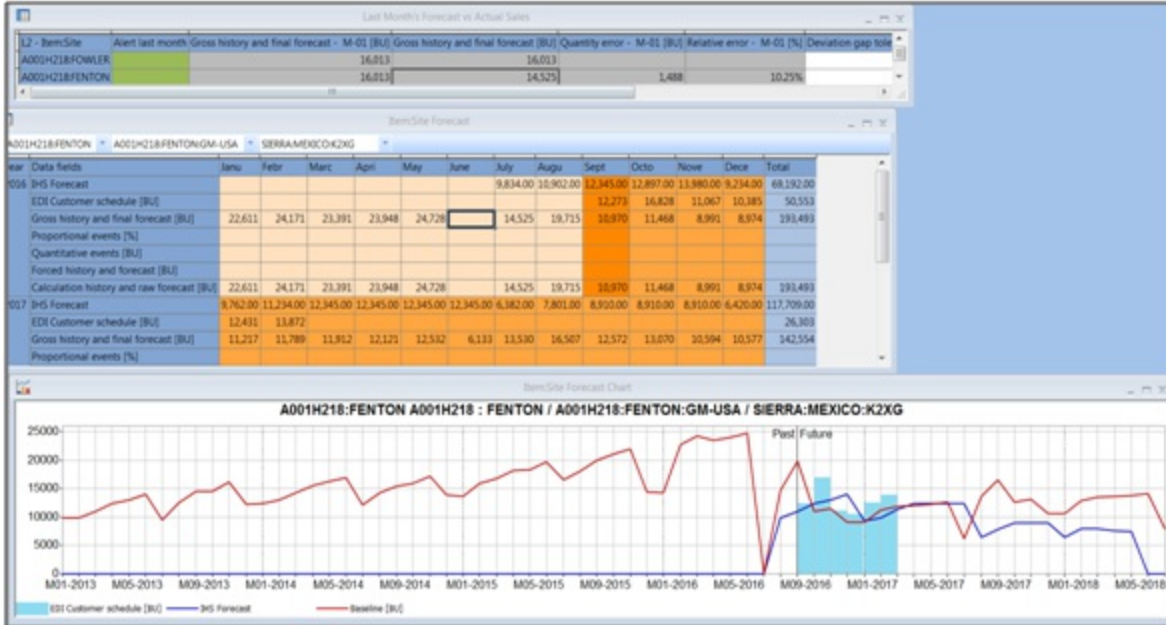 Last Month's Forecast vs Actual Sales
L2 - Item:Site Alert last month Gross history and final forecast - M-01 [BU] Gross history and final forecast [BU] Quantity error - M-01 [BU] Relative error - M-01 [%] Deviation gap tole
A001H218:FOWLER 16,013 16,013
A001H218:FENTON 16,013 14,525 1,488 10.25%
Item:Site Forecast
A001H218:FENTON A001H218:FENTON:GM-USA SIERRA:MEXICO:K2XG
ear Data fields Janu Febr Marc Apri May June July Augu Sept Octo Nove Dece Total
2016 IHS Forecast 9,834.00 10,902.00 12,345.00 12,897.00 13,980.00 9,234.00 69,192.00
EDI Customer schedule [BU] 12,273 16,828 11,067 10,385 50,553
Gross history and final forecast [BU] 22,611 24,171 23,391 23,948 24,728 14,525 19,715 10,970 11,468 8,991 8,974 193,493
Proportional events [%]
Quantitative events [BU]
Forced history and forecast [BU]
Calculation history and raw forecast [BU] 22,611 24,171 23,391 23,948 24,728 14,525 19,715 10,970 11,468 8,991 8,974 193,493
2017 IHS Forecast 9,762.00 11,234.00 12,345.00 12,345.00 12,345.00 12,345.00 6,382.00 7,801.00 8,910.00 8,910.00 8,910.00 6,420.00 117,709.00
EDI Customer schedule [BU] 12,431 13,872 26,303
Gross history and final forecast [BU] 11,217 11,789 11,912 12,121 12,532 6,133 13,530 16,507 12,572 13,070 10,594 10,577 142,554
Proportional events [%]
Item:Site Forecast Chart
A001H218:FENTON A001H218 : FENTON / A001H218:FENTON:GM-USA / SIERRA:MEXICO:K2XG
Past Future
25000
20000
15000
10000
5000
0
M01-2013 M05-2013 M09-2013 M01-2014 M05-2014 M09-2014 M01-2015 M05-2015 M09-2015 M01-2016 M05-2016 M09-2016 M01-2017 M05-2017 M09-2017 M01-2018 M05-2018
EDI Customer schedule [BU] IHS Forecast Baseline [BU]